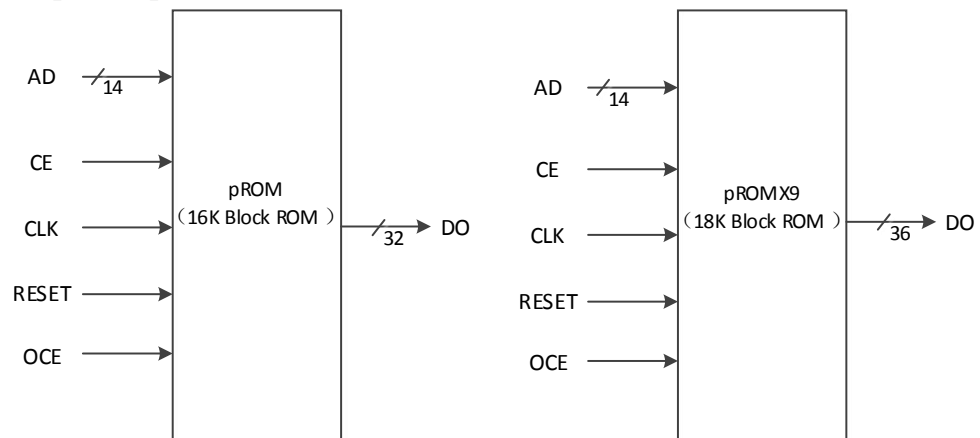 AD
14
CE
CLK
RESET
OCE
pROM
（16K Block ROM ）
32
DO
AD
14
CE
CLK
RESET
OCE
pROMX9
（18K Block ROM ）
36
DO